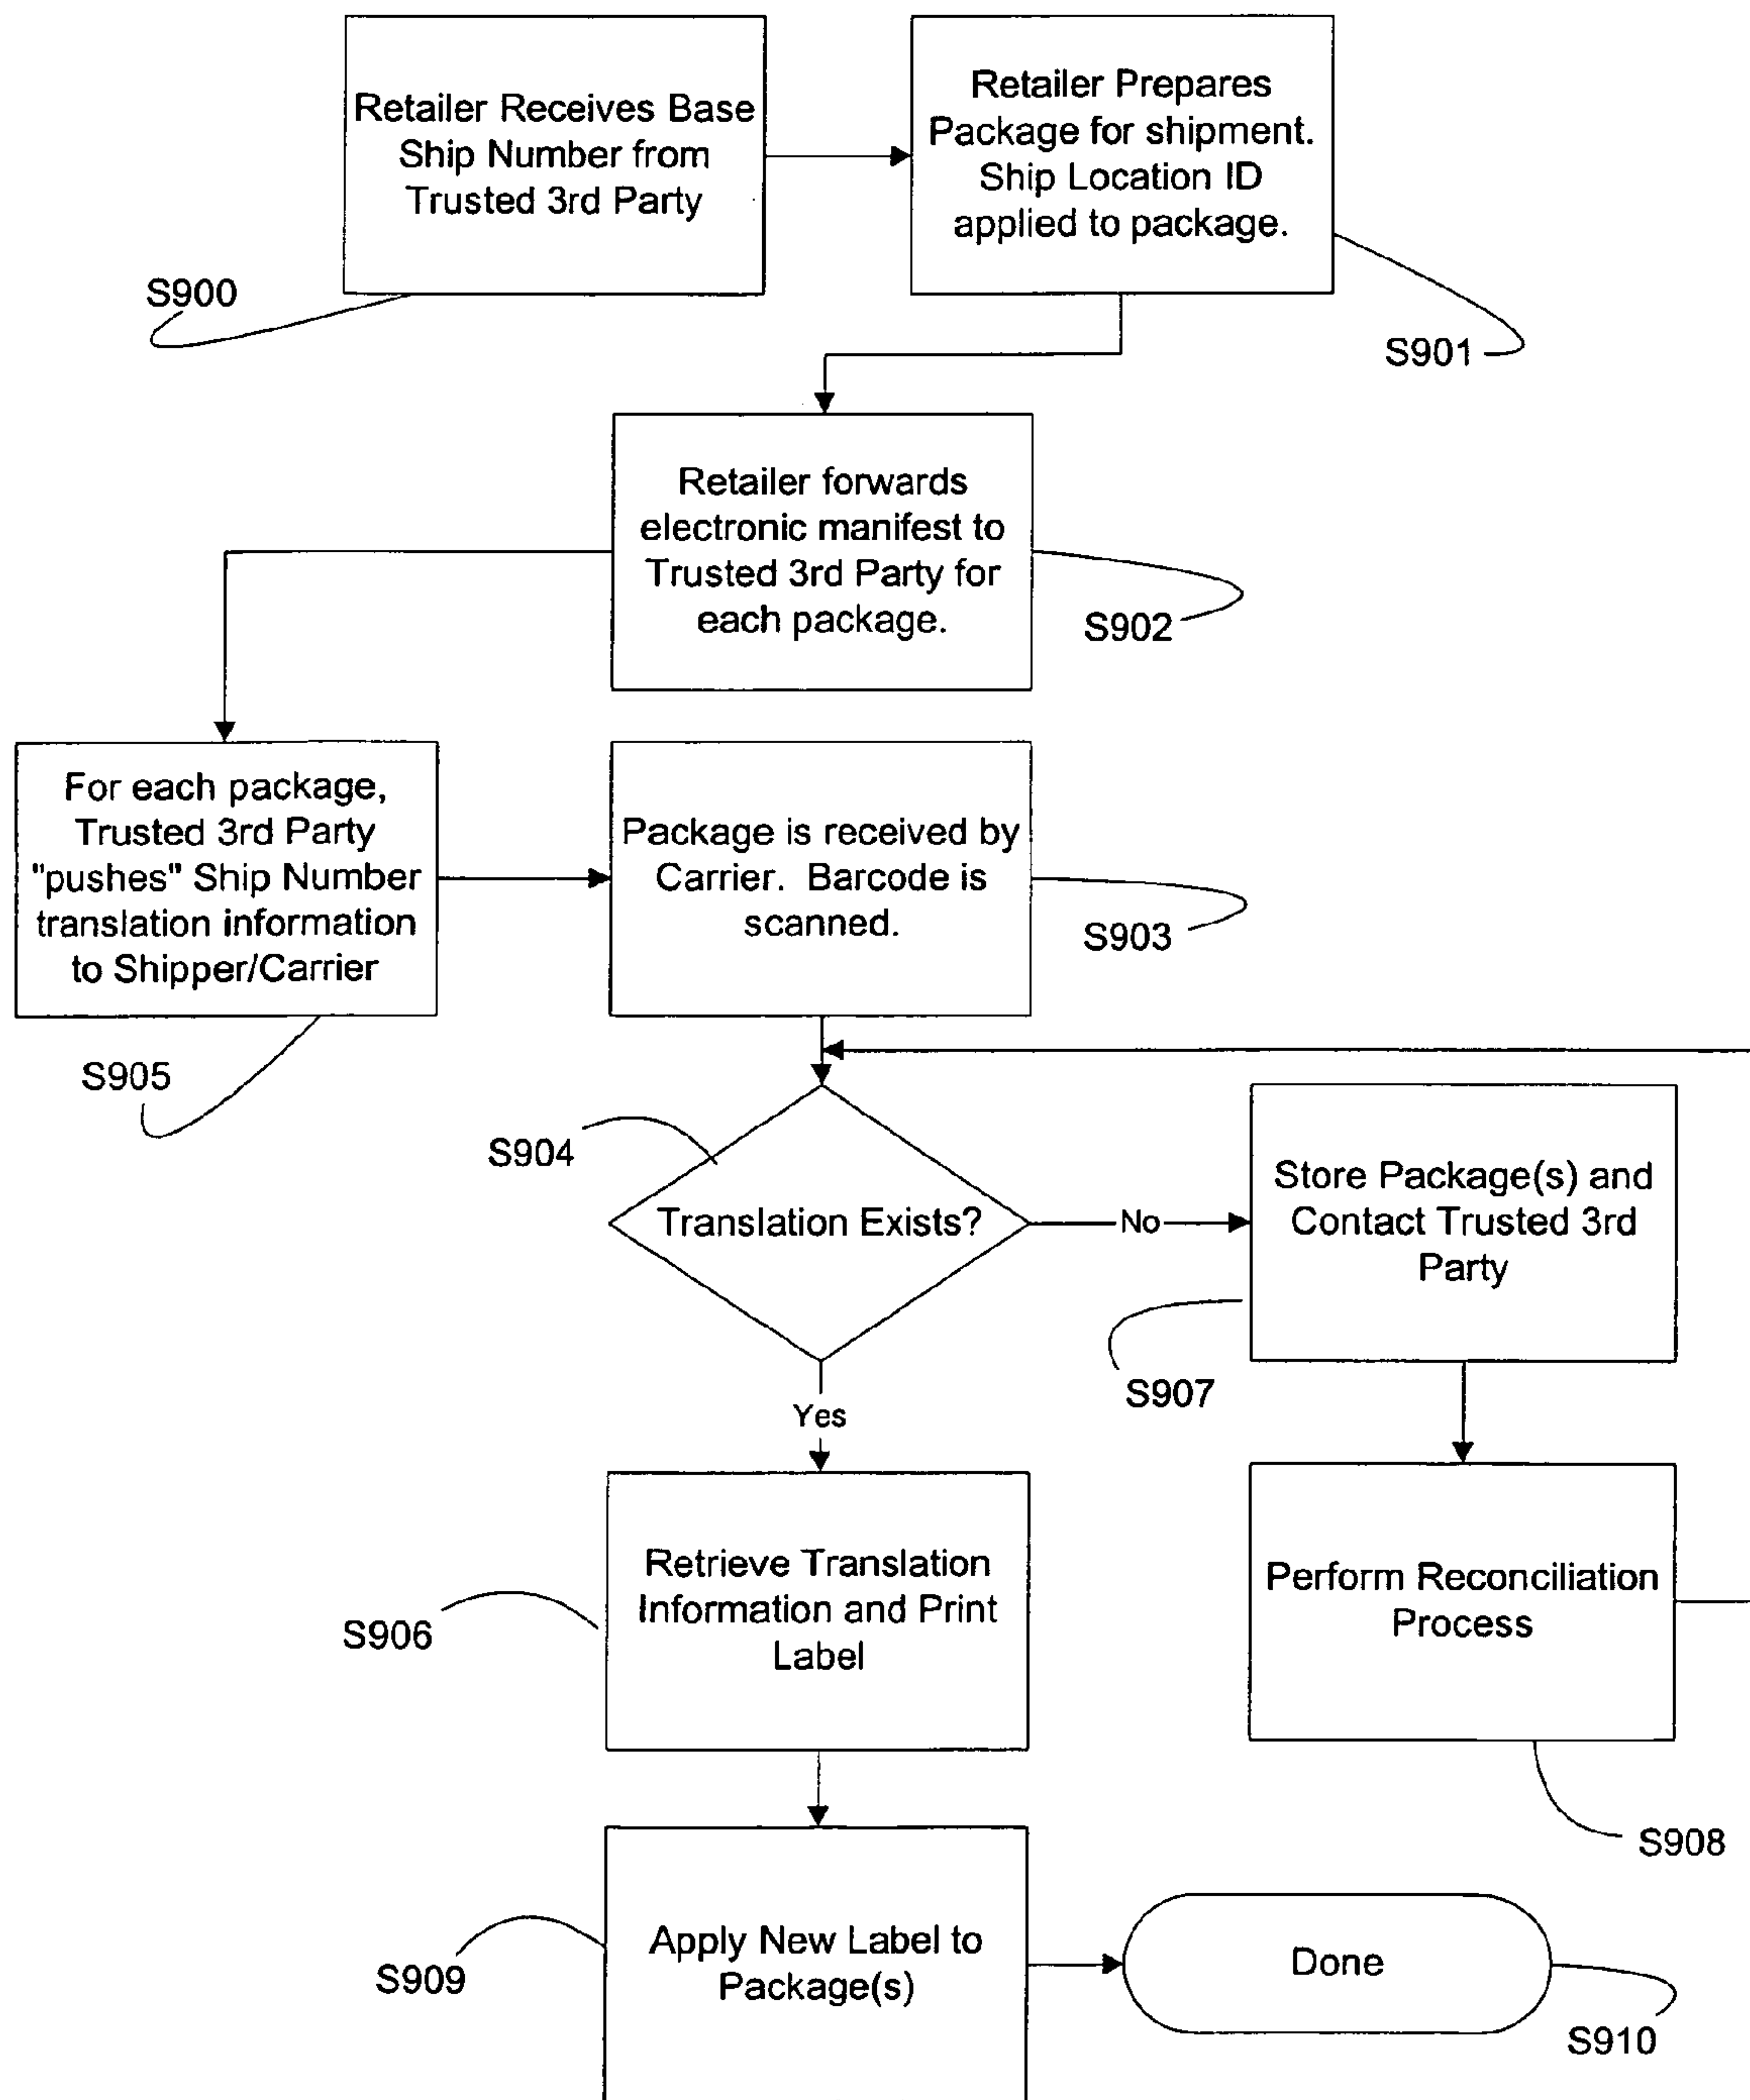 Retailer Receives Base
Ship Number from
Trusted 3rd Party
S900
Retailer Prepares
Package for shipment.
Ship Location ID
applied to package.
S901
Retailer forwards
electronic manifest to
Trusted 3rd Party for
each package.
S902
For each package,
Trusted 3rd Party
"pushes" Ship Number
translation information
to Shipper/Carrier
S905
Package is received by
Carrier. Barcode is
scanned.
S903
S904
Translation Exists?
No
Store Package(s) and
Contact Trusted 3rd
Party
S907
Yes
Retrieve Translation
Information and Print
Label
S906
Perform Reconciliation
Process
S908
Apply New Label to
Package(s)
S909
Done
S910